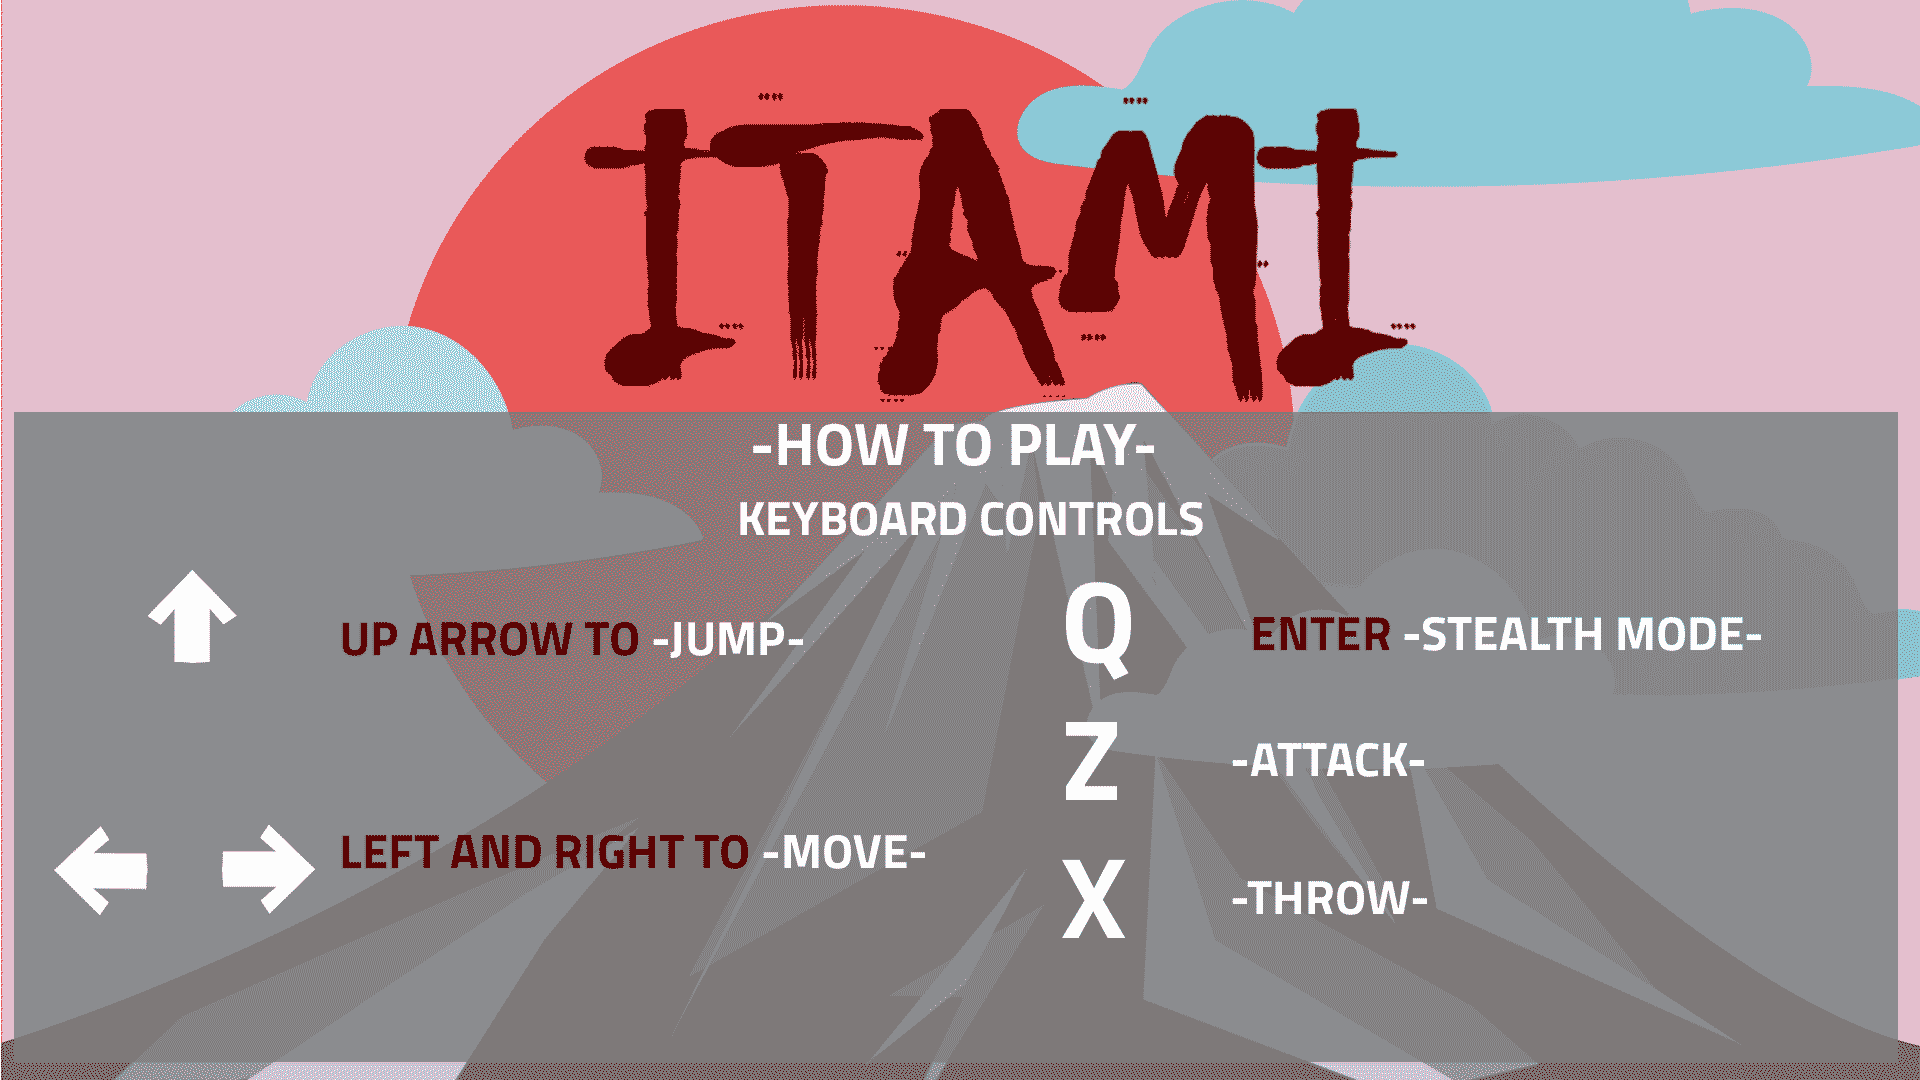 ITAMI
-HOW TO PLAY-
KEYBOARD CONTROLS
UP ARROW TO -JUMP-
LEFT AND RIGHT TO -MOVE-
Q ENTER -STEALTH MODE-
Z -ATTACK-
X -THROW-